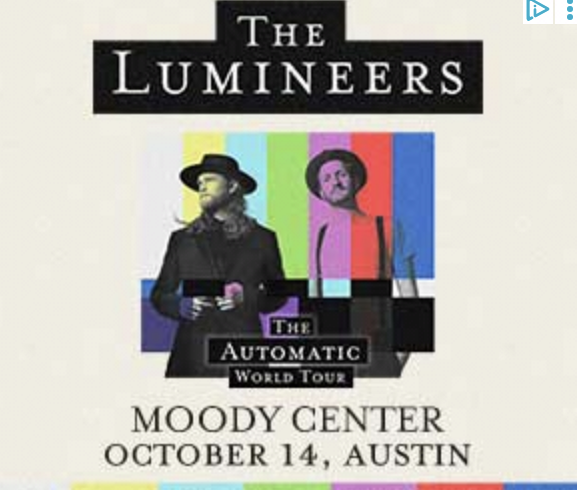 THE
LUMINEERS
THE
AUTOMATIC
WORLD TOUR
MOODY CENTER
OCTOBER 14, AUSTIN